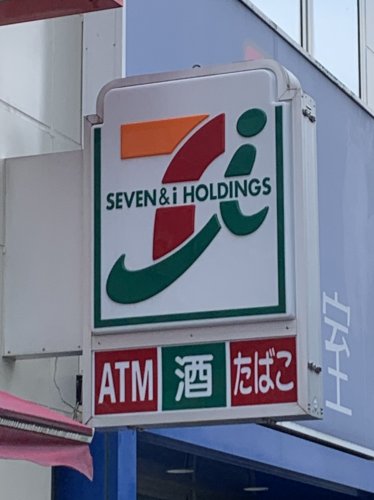 SEVEN & i HOLDINGS
ATM 酒 たばこ